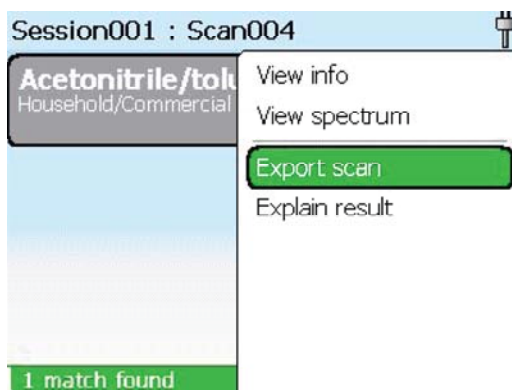 Session001 : Scan004
Acetonitrile/tolu
Household/Commercial
View info
View spectrum
Export scan
Explain result
1 match found